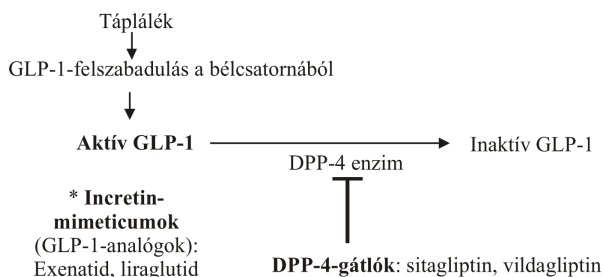 Táplálék
GLP-1-felszabadulás a bélcsatornából
Aktív GLP-1
Inaktív GLP-1
DPP-4 enzim
* Incretin-
mimeticumok
(GLP-1-analógok):
Exenatid, liraglutid
DPP-4-gátlók: sitagliptin, vildagliptin